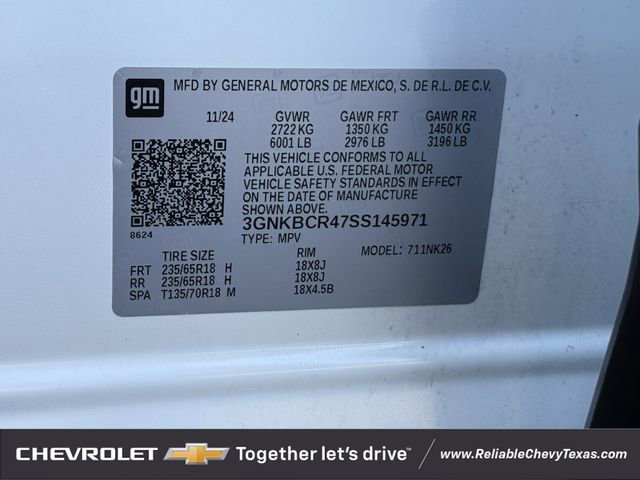 gm
MFD BY GENERAL MOTORS DE MEXICO, S. DE R.L. DE C.V.
11/24 GVWR GAWR FRT GAWR RR
2722 KG 1350 KG 1450 KG
6001 LB 2976 LB 3196 LB
THIS VEHICLE CONFORMS TO ALL
APPLICABLE U.S. FEDERAL MOTOR
VEHICLE SAFETY STANDARDS IN EFFECT
ON THE DATE OF MANUFACTURE
SHOWN ABOVE.
8624
3GNKBCR47SS145971
TYPE: MPV MODEL: 711NK26
TIRE SIZE RIM
FRT 235/65R18 H 18X8J
RR 235/65R18 H 18X8J
SPA T135/70R18 M 18X4.5B
CHEVROLET Together let's drive™ www.ReliableChevyTexas.com